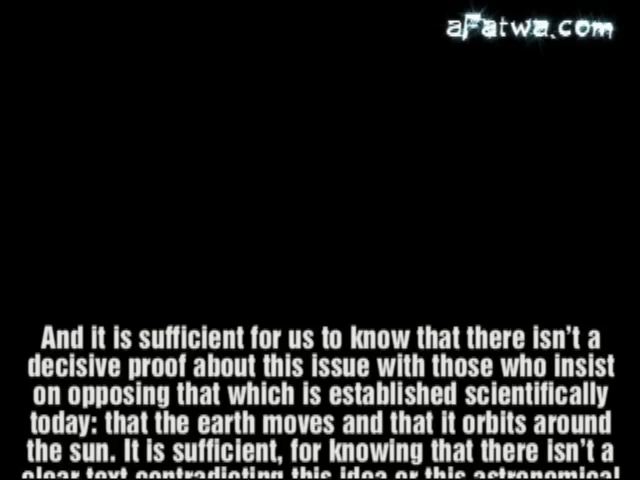 aFatwa.com
And it is sufficient for us to know that there isn't a
decisive proof about this issue with those who insist
on opposing that which is established scientifically
today: that the earth moves and that it orbits around
the sun. It is sufficient, for knowing that there isn't a
clear text contradicting this idea or this astronomical